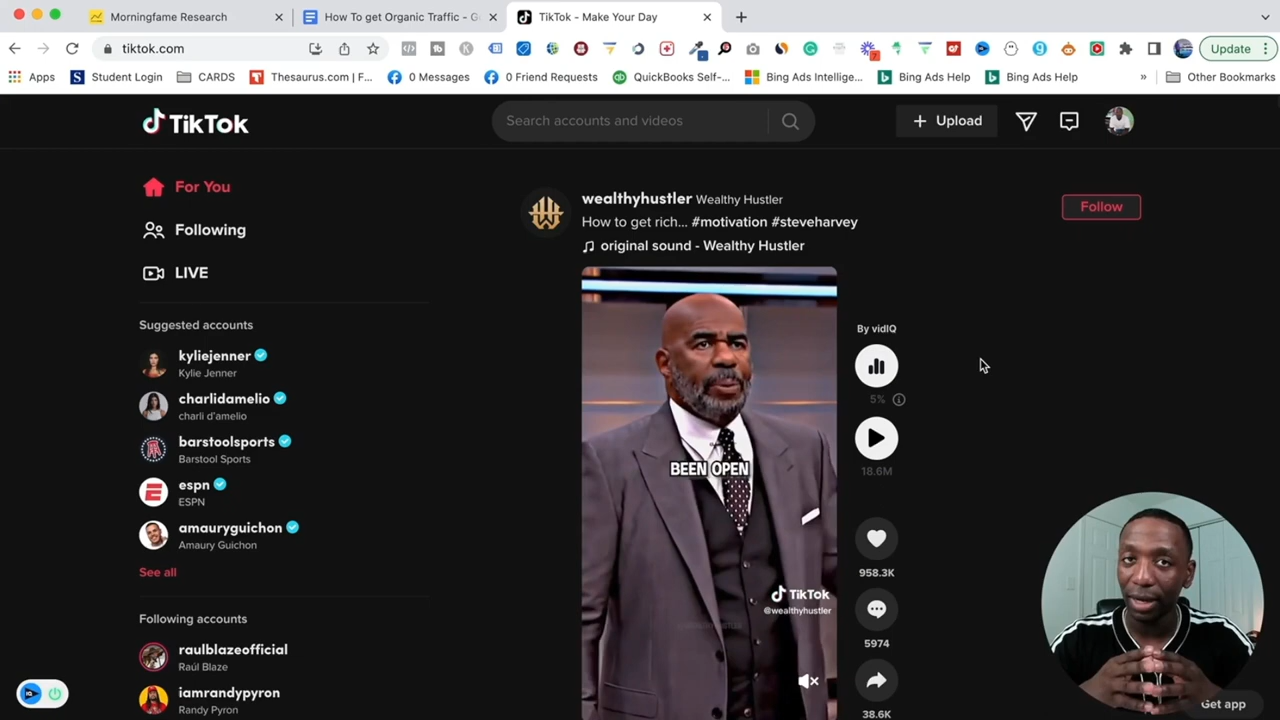 Morningfame Research
How To get Organic Traffic - G
TikTok - Make Your Day
tiktok.com
Update
Apps
Student Login
CARDS
Thesaurus.com | F...
0 Messages
0 Friend Requests
QuickBooks Self-...
Bing Ads Intellige...
Bing Ads Help
Bing Ads Help
»
Other Bookmarks
TikTok
Search accounts and videos
+ Upload
For You
Following
LIVE
Suggested accounts
kyliejenner
Kylie Jenner
charlidamelio
charli d'amelio
barstoolsports
Barstool Sports
espn
ESPN
amauryguichon
Amaury Guichon
See all
Following accounts
raulblazeofficial
Raúl Blaze
iamrandypyron
Randy Pyron
wealthyhustler Wealthy Hustler
How to get rich... #motivation #steveharvey
original sound - Wealthy Hustler
Follow
BEEN OPEN
TikTok
@wealthyhustler
By vidIQ
5%
18.6M
958.3K
5974
38.6K
Get app